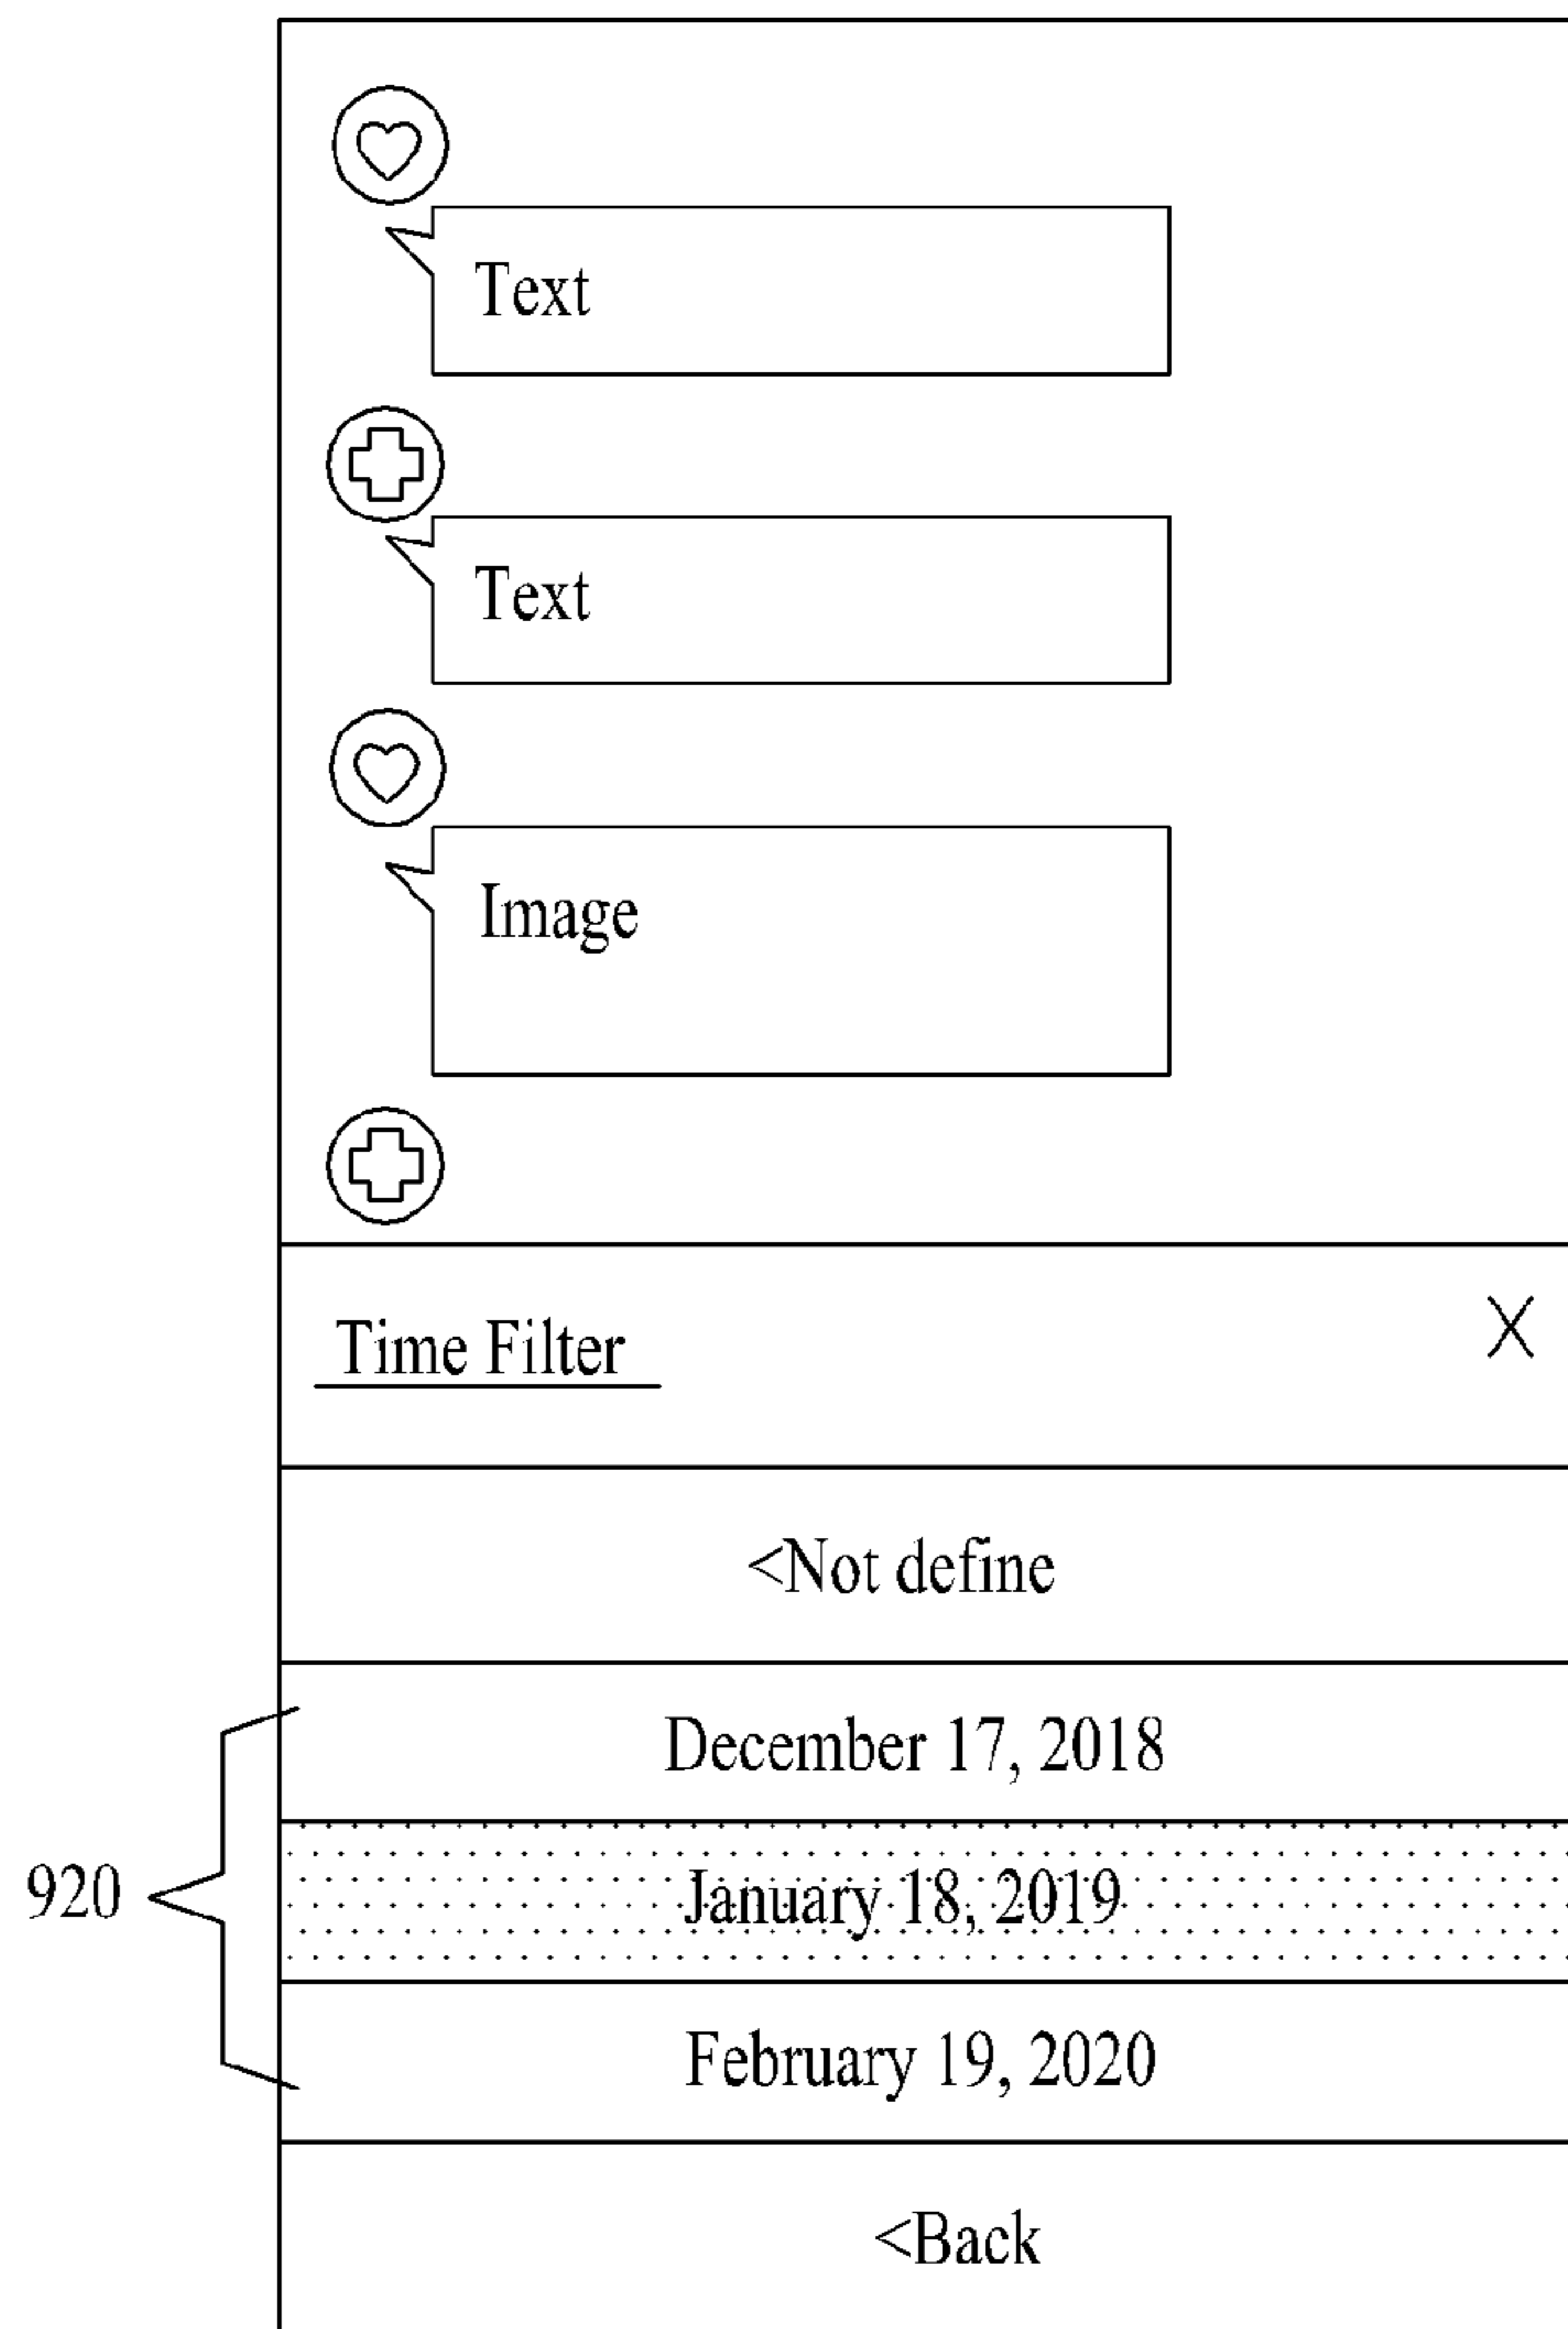 Text
Text
Image
Time Filter
X
<Not define
December 17, 2018
920
January 18, 2019
February 19, 2020
<Back